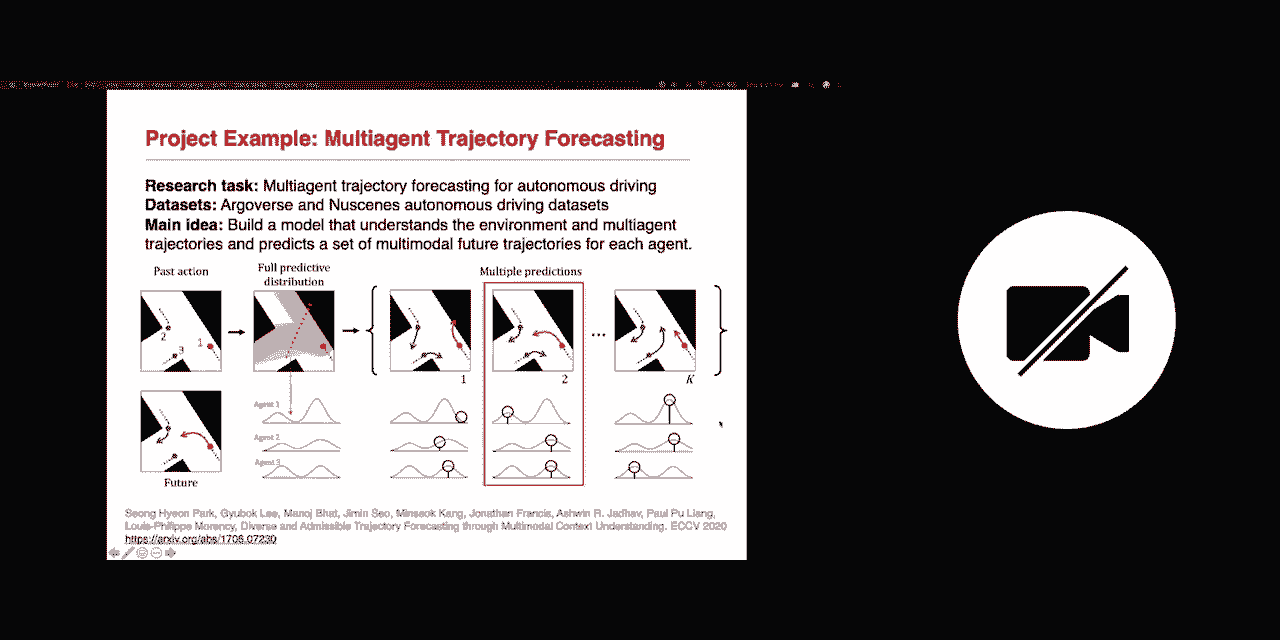 Project Example: Multiagent Trajectory Forecasting
Research task: Multiagent trajectory forecasting for autonomous driving
Datasets: Argoverse and Nuscenes autonomous driving datasets
Main idea: Build a model that understands the environment and multiagent
trajectories and predicts a set of multimodal future trajectories for each agent.
Past action
Full predictive
distribution
Multiple predictions
2
1
3
...
1
2
K
Agent 1
Agent 2
Agent 3
Future
Seong Hyeon Park, Gyubok Lee, Manoj Bhat, Jimin Seo, Minseok Kang, Jonathan Francis, Ashwin R. Jadhav, Paul Pu Liang,
Louis-Philippe Morency, Diverse and Admissible Trajectory Forecasting through Multimodal Context Understanding. ECCV 2020
https://arxiv.org/abs/1706.07230